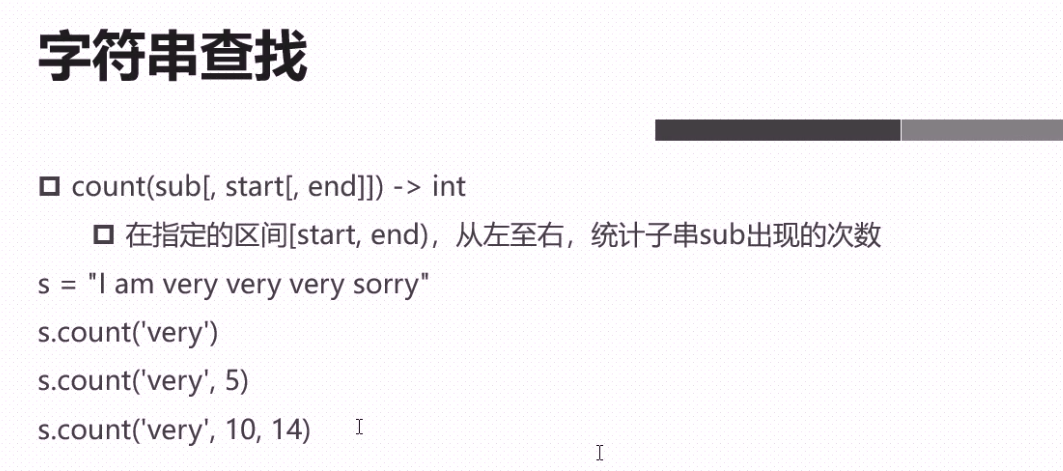 字符串查找
count(sub[, start[, end]]) -> int
在指定的区间[start, end)，从左至右，统计子串sub出现的次数
s = "I am very very very sorry"
s.count('very')
s.count('very', 5)
s.count('very', 10, 14)